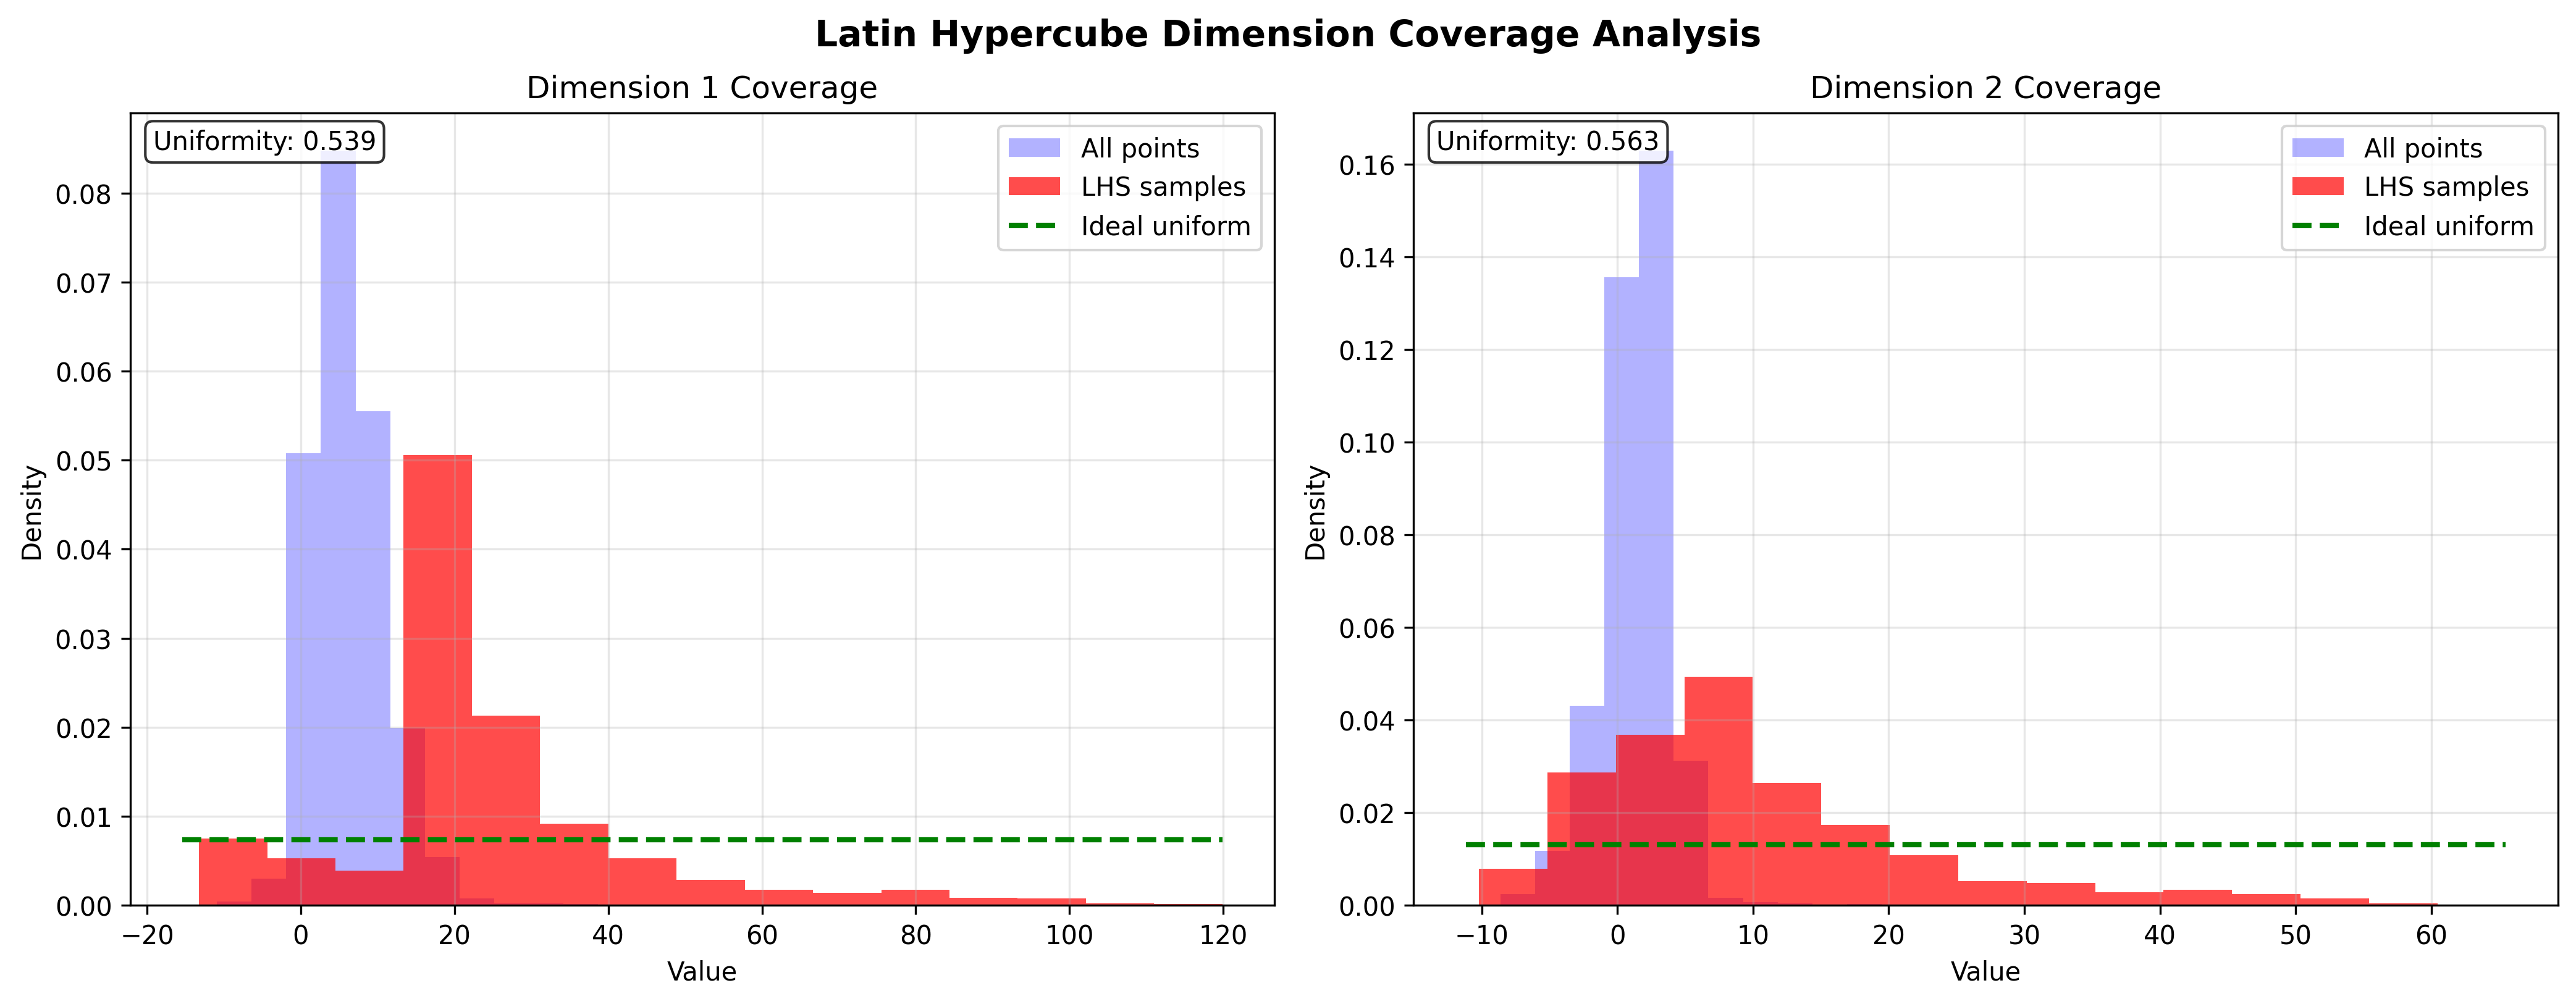 Latin Hypercube Dimension Coverage Analysis
Dimension 1 Coverage
Uniformity: 0.539
All points
LHS samples
Ideal uniform
0.08
0.07
0.06
0.05
0.04
0.03
0.02
0.01
0.00
Density
−20 0 20 40 60 80 100 120
Value
Dimension 2 Coverage
Uniformity: 0.563
All points
LHS samples
Ideal uniform
0.16
0.14
0.12
0.10
0.08
0.06
0.04
0.02
0.00
Density
−10 0 10 20 30 40 50 60
Value